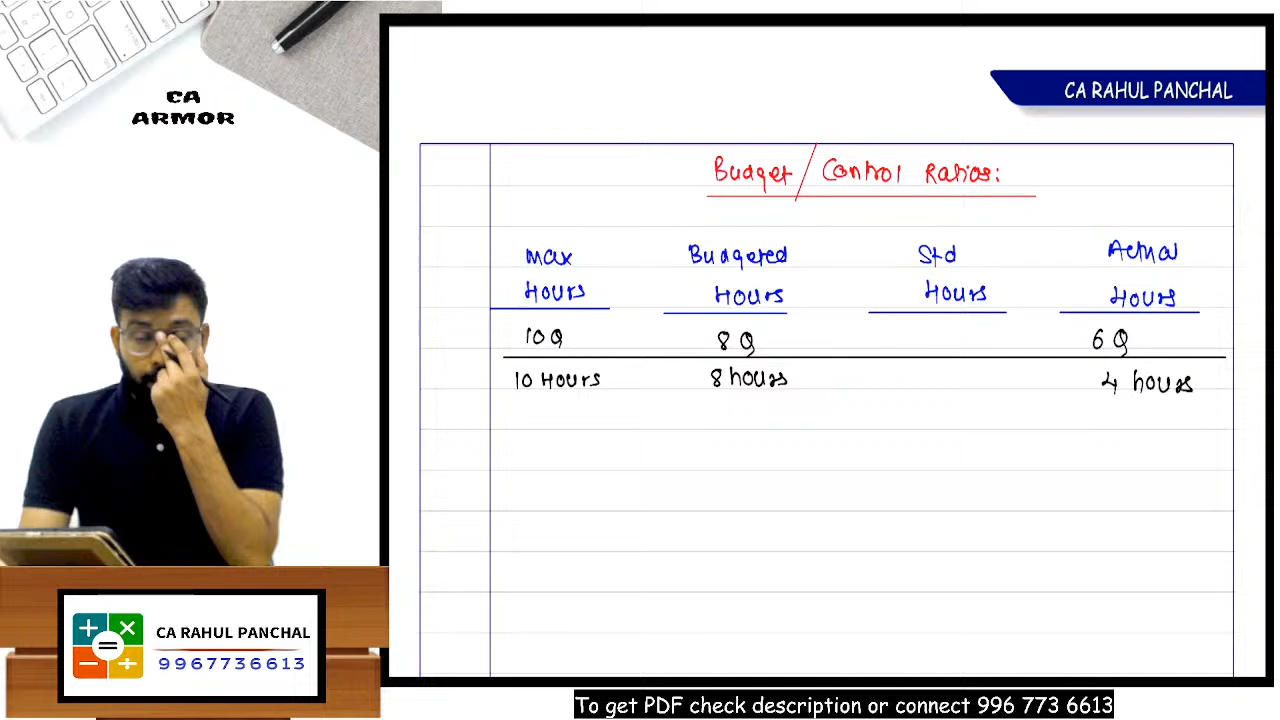 CA
ARMOR
CA RAHUL PANCHAL
Budget / Control Ratios:
Max Budgeted Std Actual
Hours Hours Hours Hours
10 Q 8 Q 6 Q
10 Hours 8 hours 4 hours
CA RAHUL PANCHAL
9967736613
To get PDF check description or connect 996 773 6613